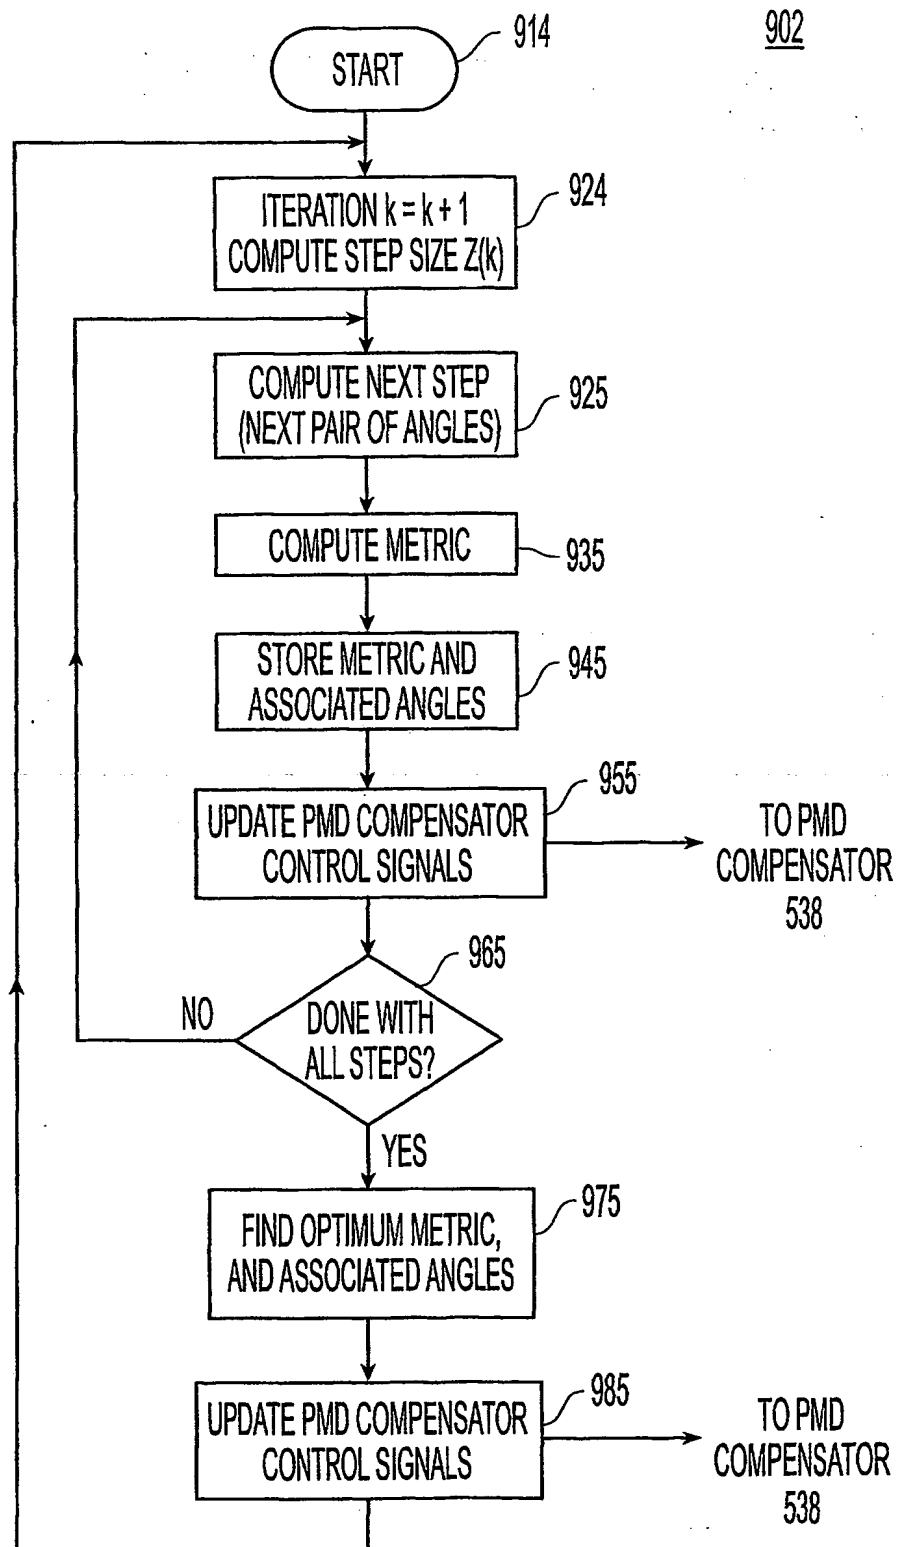 902
914
START
924
ITERATION k = k + 1
COMPUTE STEP SIZE Z(k)
925
COMPUTE NEXT STEP
(NEXT PAIR OF ANGLES)
935
COMPUTE METRIC
945
STORE METRIC AND
ASSOCIATED ANGLES
955
UPDATE PMD COMPENSATOR
CONTROL SIGNALS
TO PMD
COMPENSATOR
538
965
NO
DONE WITH
ALL STEPS?
YES
975
FIND OPTIMUM METRIC,
AND ASSOCIATED ANGLES
985
UPDATE PMD COMPENSATOR
CONTROL SIGNALS
TO PMD
COMPENSATOR
538